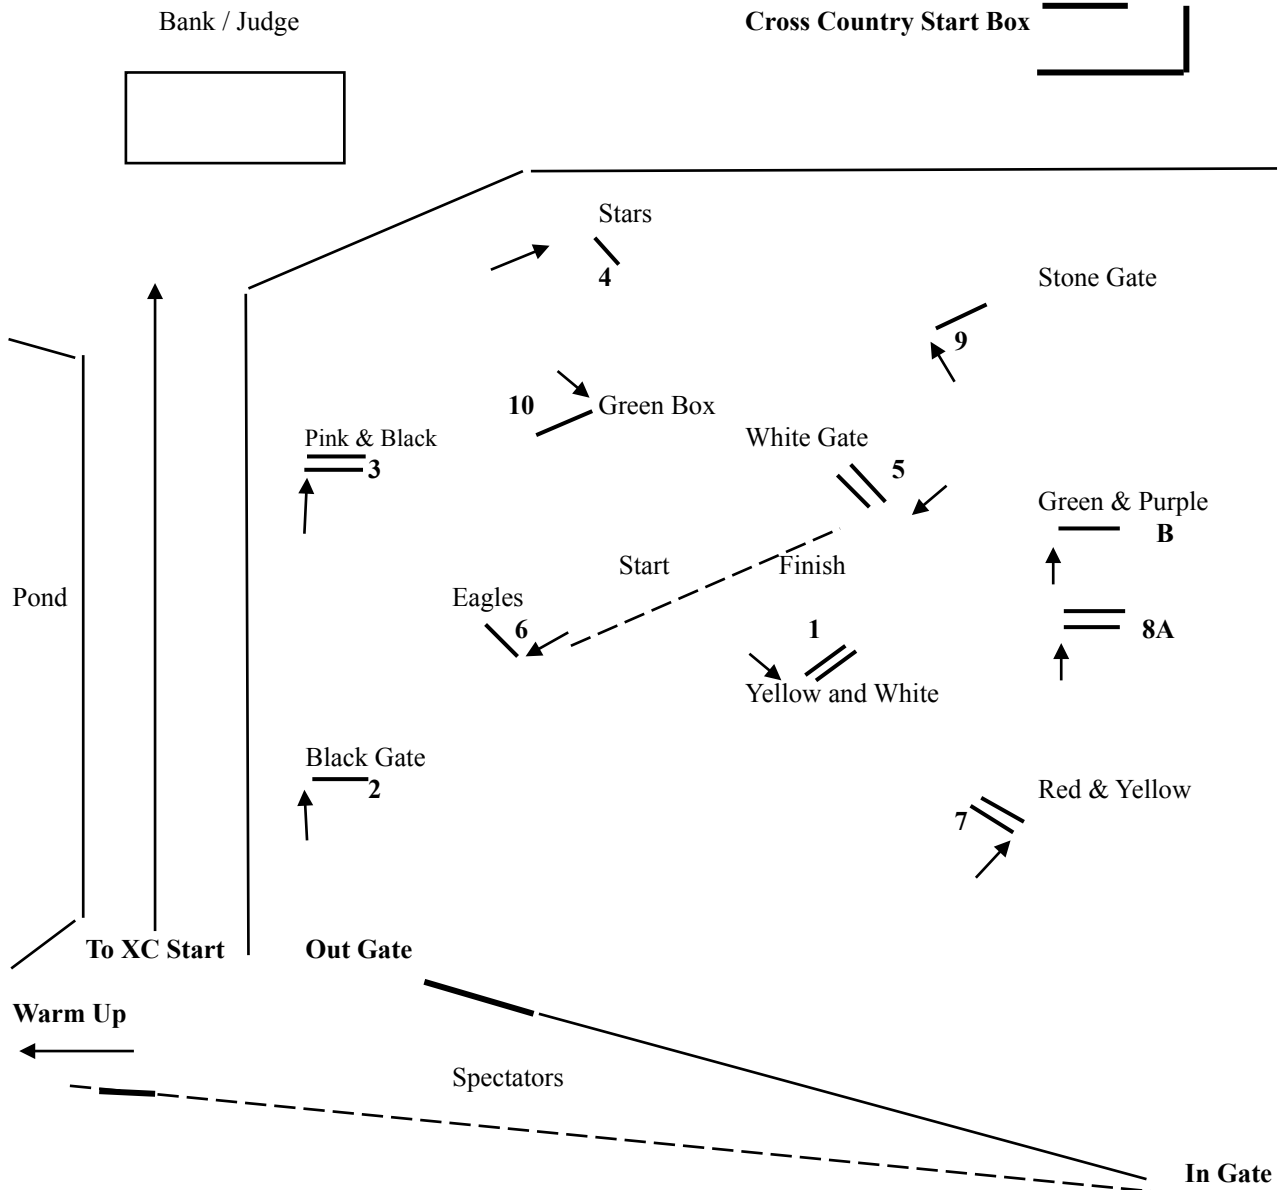 Bank / Judge
Cross Country Start Box
Stars
4
Stone Gate
9
10
Green Box
Pink & Black
3
White Gate
5
Green & Purple
B
Start
Finish
Pond
Eagles
6
1
8A
Yellow and White
Black Gate
2
Red & Yellow
7
To XC Start
Out Gate
Warm Up
Spectators
In Gate